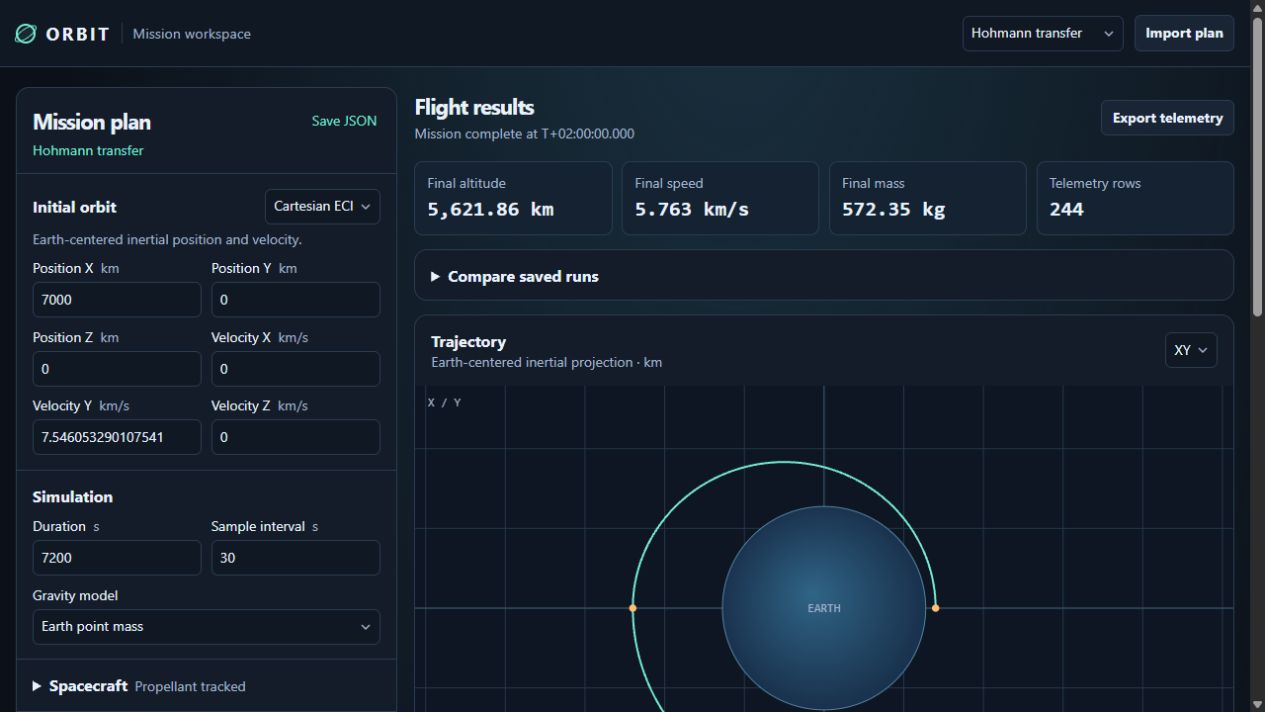 ORBIT
Mission workspace
Hohmann transfer
Import plan
Mission plan
Save JSON
Hohmann transfer
Initial orbit
Cartesian ECI
Earth-centered inertial position and velocity.
Position X km
Position Y km
7000
0
Position Z km
Velocity X km/s
0
0
Velocity Y km/s
Velocity Z km/s
7.546053290107541
0
Simulation
Duration s
Sample interval s
7200
30
Gravity model
Earth point mass
Spacecraft Propellant tracked
Flight results
Mission complete at T+02:00:00.000
Export telemetry
Final altitude
5,621.86 km
Final speed
5.763 km/s
Final mass
572.35 kg
Telemetry rows
244
Compare saved runs
Trajectory
Earth-centered inertial projection · km
XY
X / Y
EARTH